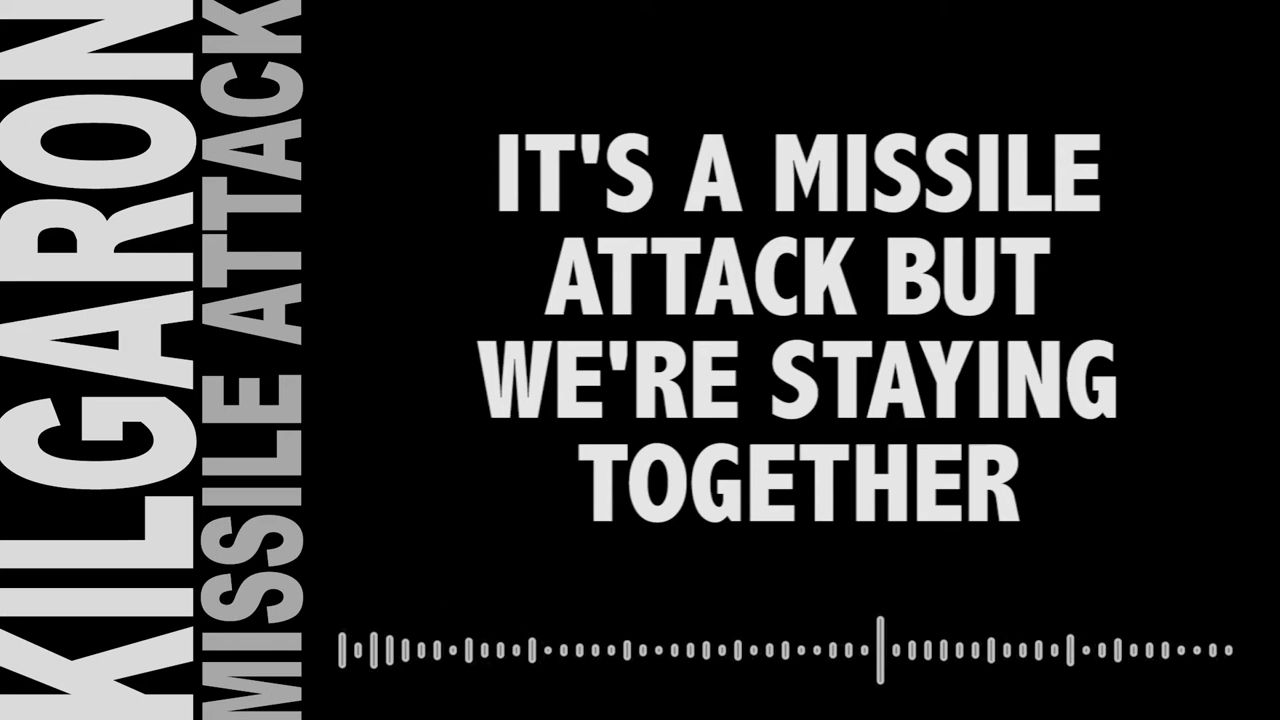 KILGARON
MISSILE ATTACK
IT'S A MISSILE
ATTACK BUT
WE'RE STAYING
TOGETHER